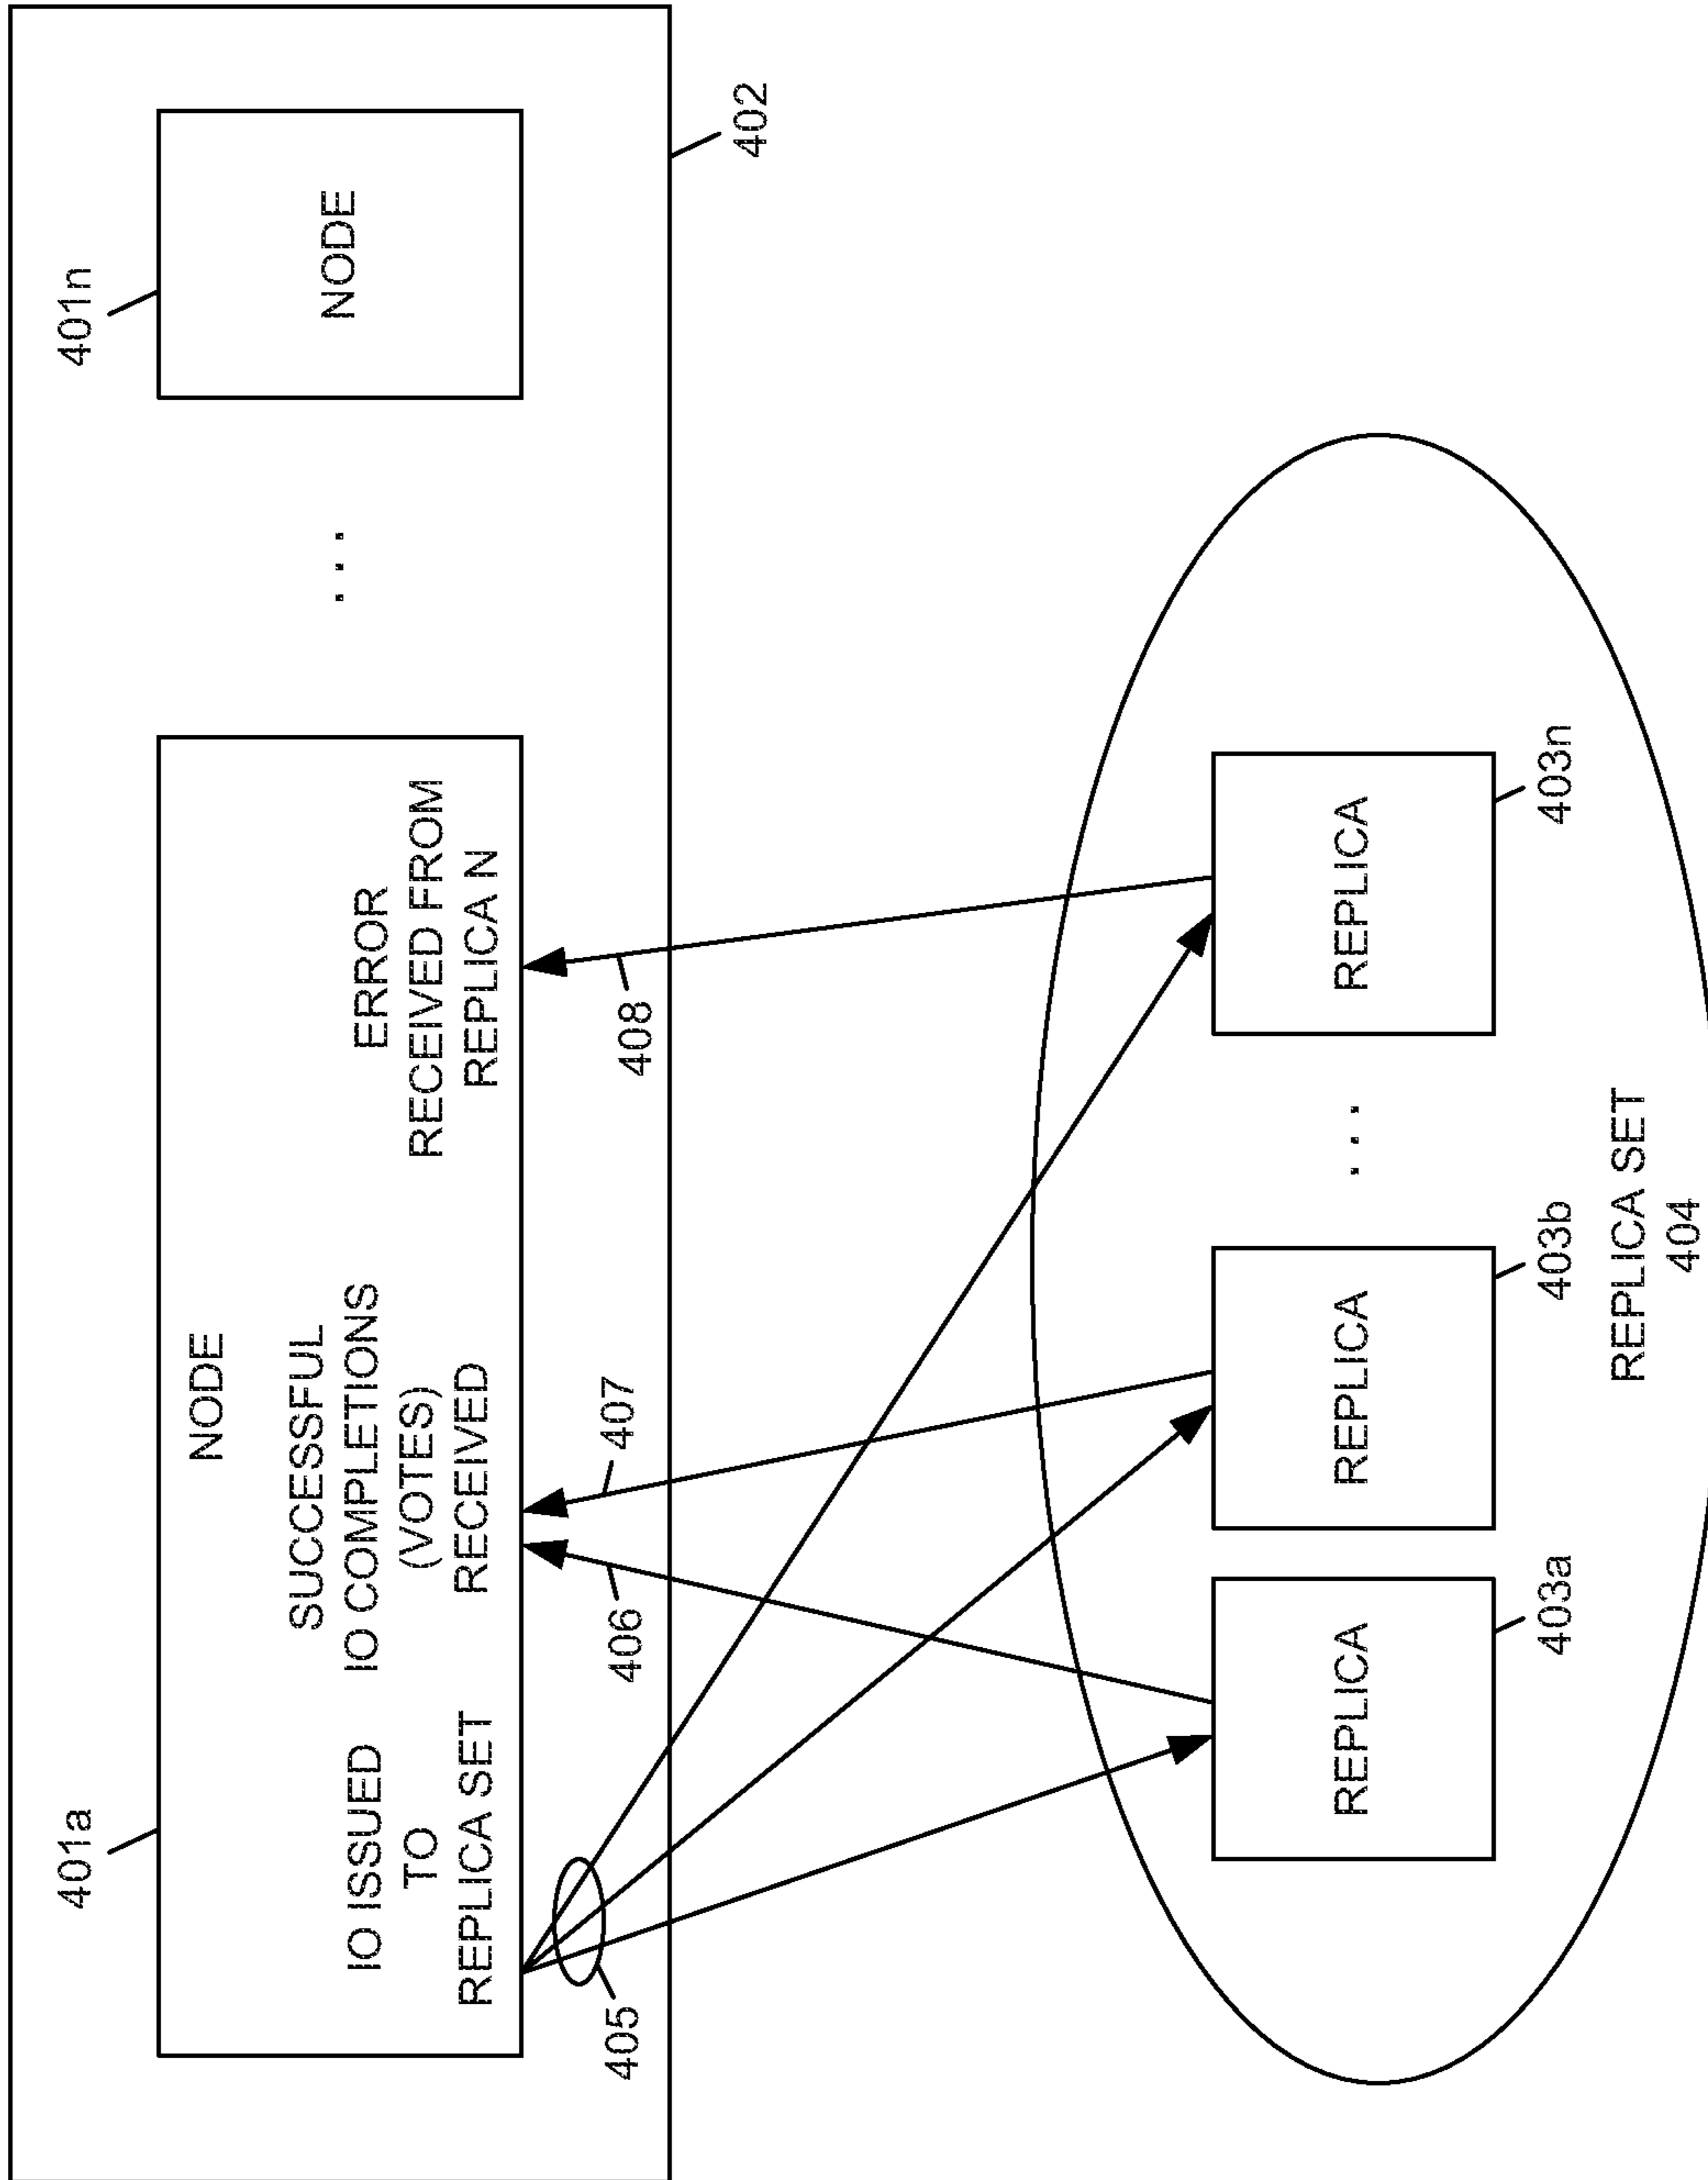 401a
401n
NODE
NODE
SUCCESSFUL
IO COMPLETIONS
(VOTES)
RECEIVED
IO ISSUED
TO
REPLICA SET
ERROR
RECEIVED FROM
REPLICA N
. . .
405
406
407
408
402
REPLICA
REPLICA
. . .
REPLICA
403a
403b
403n
REPLICA SET
404